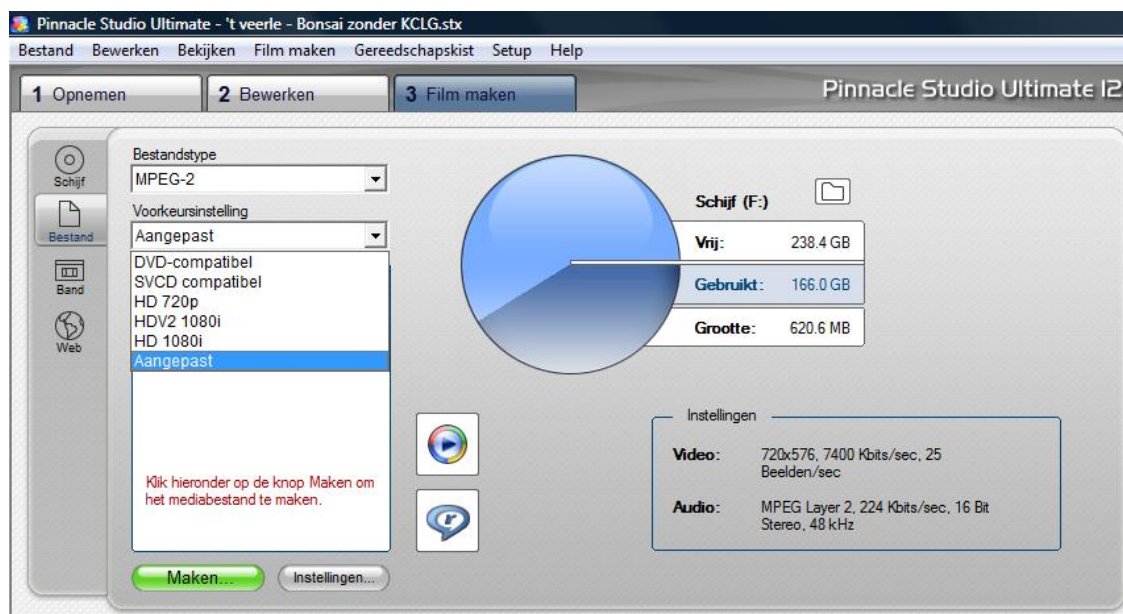 Pinnacle Studio Ultimate - 't veerle - Bonsai zonder KCLG.stx
Bestand Bewerken Bekijken Film maken Gereedschapskist Setup Help
1 Opnemen 2 Bewerken 3 Film maken Pinnacle Studio Ultimate 12
Schijf
Bestand
Band
Web
Bestandstype
MPEG-2
Voorkeursinstelling
Aangepast
DVD-compatibel
SVCD compatibel
HD 720p
HDV2 1080i
HD 1080i
Aangepast
Klik hieronder op de knop Maken om
het mediabestand te maken.
Maken... Instellingen...
Schijf (F:)
Vrij: 238.4 GB
Gebruikt: 166.0 GB
Grootte: 620.6 MB
Instellingen
Video: 720x576, 7400 Kbits/sec, 25
Beelden/sec
Audio: MPEG Layer 2, 224 Kbits/sec, 16 Bit
Stereo, 48 kHz